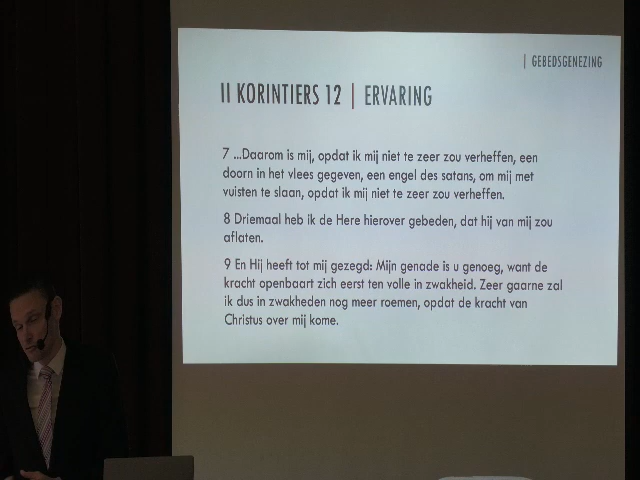 | GEBEDSGENEZING
II KORINTIERS 12 | ERVARING
7 ...Daarom is mij, opdat ik mij niet te zeer zou verheffen, een
doorn in het vlees gegeven, een engel des satans, om mij met
vuisten te slaan, opdat ik mij niet te zeer zou verheffen.
8 Driemaal heb ik de Here hierover gebeden, dat hij van mij zou
aflaten.
9 En Hij heeft tot mij gezegd: Mijn genade is u genoeg, want de
kracht openbaart zich eerst ten volle in zwakheid. Zeer gaarne zal
ik dus in zwakheden nog meer roemen, opdat de kracht van
Christus over mij kome.